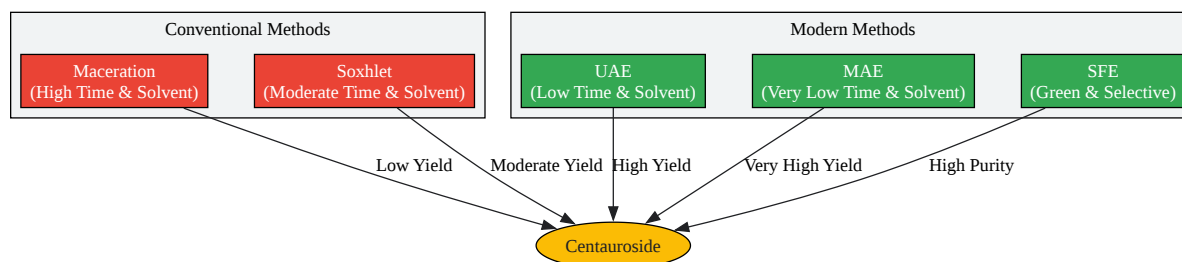 Conventional Methods
Modern Methods
Maceration
(High Time & Solvent)
Soxhlet
(Moderate Time & Solvent)
UAE
(Low Time & Solvent)
MAE
(Very Low Time & Solvent)
SFE
(Green & Selective)
Low Yield
Moderate Yield
High Yield
Very High Yield
High Purity
Centauroside